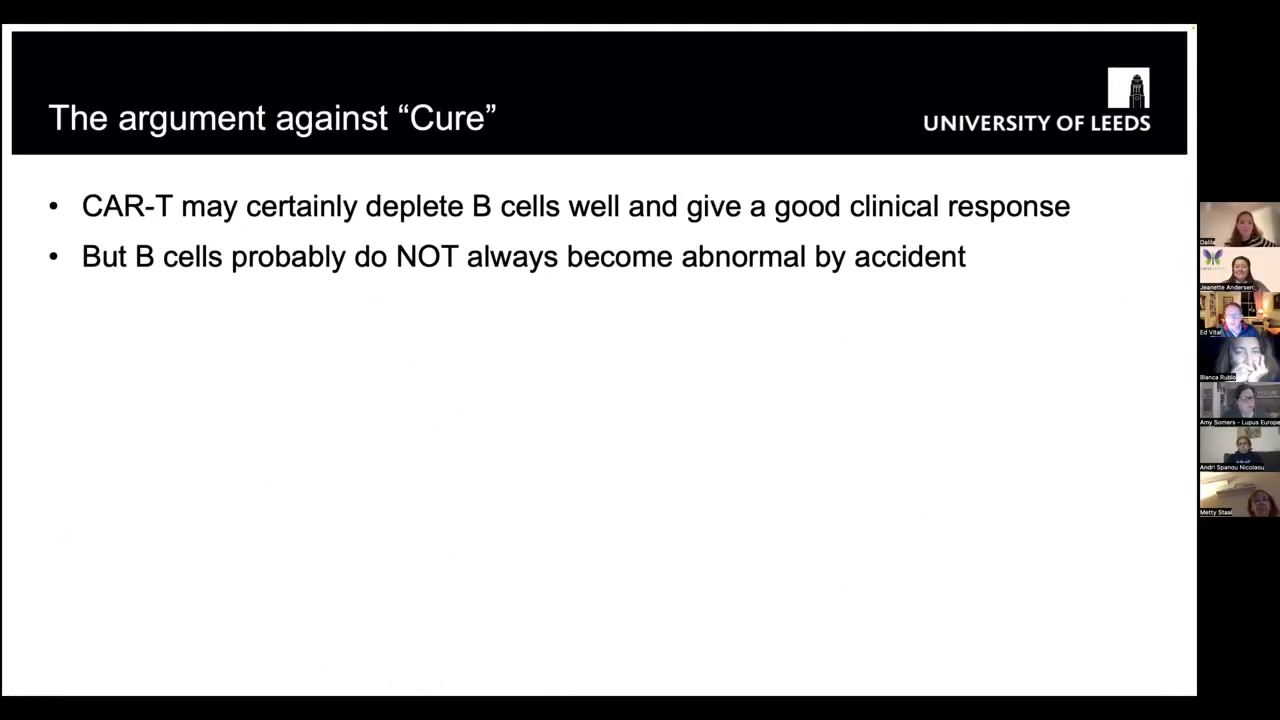 The argument against “Cure”
UNIVERSITY OF LEEDS
• CAR-T may certainly deplete B cells well and give a good clinical response
• But B cells probably do NOT always become abnormal by accident
Dalila
Jeanette Andersen
Ed Vital
Blanca Rubio
Amy Somers - Lupus Europe
Andri Spanou Nicolaou
Metty Staal